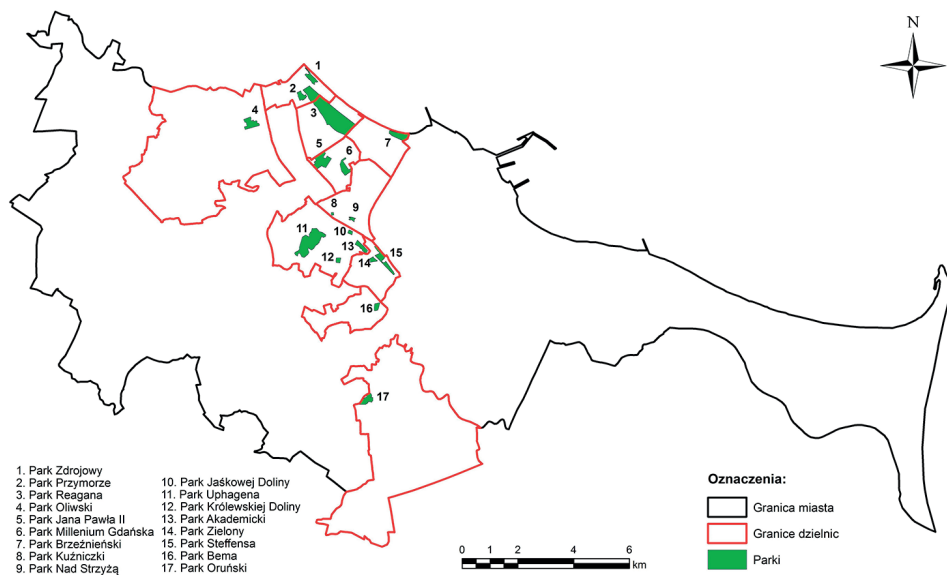 N
1
2
3
4
5
6
7
8
9
10
11
12
13
14
15
16
17
1. Park Zdrojowy
2. Park Przymorze
3. Park Reagana
4. Park Oliwski
5. Park Jana Pawła II
6. Park Millenium Gdańska
7. Park Brzeźnieński
8. Park Kuźniczki
9. Park Nad Strzyżą
10. Park Jaśkowej Doliny
11. Park Uphagena
12. Park Królewskiej Doliny
13. Park Akademicki
14. Park Zielony
15. Park Steffensa
16. Park Bema
17. Park Oruński
0 1 2 4 6
km
Oznaczenia:
Granica miasta
Granice dzielnic
Parki